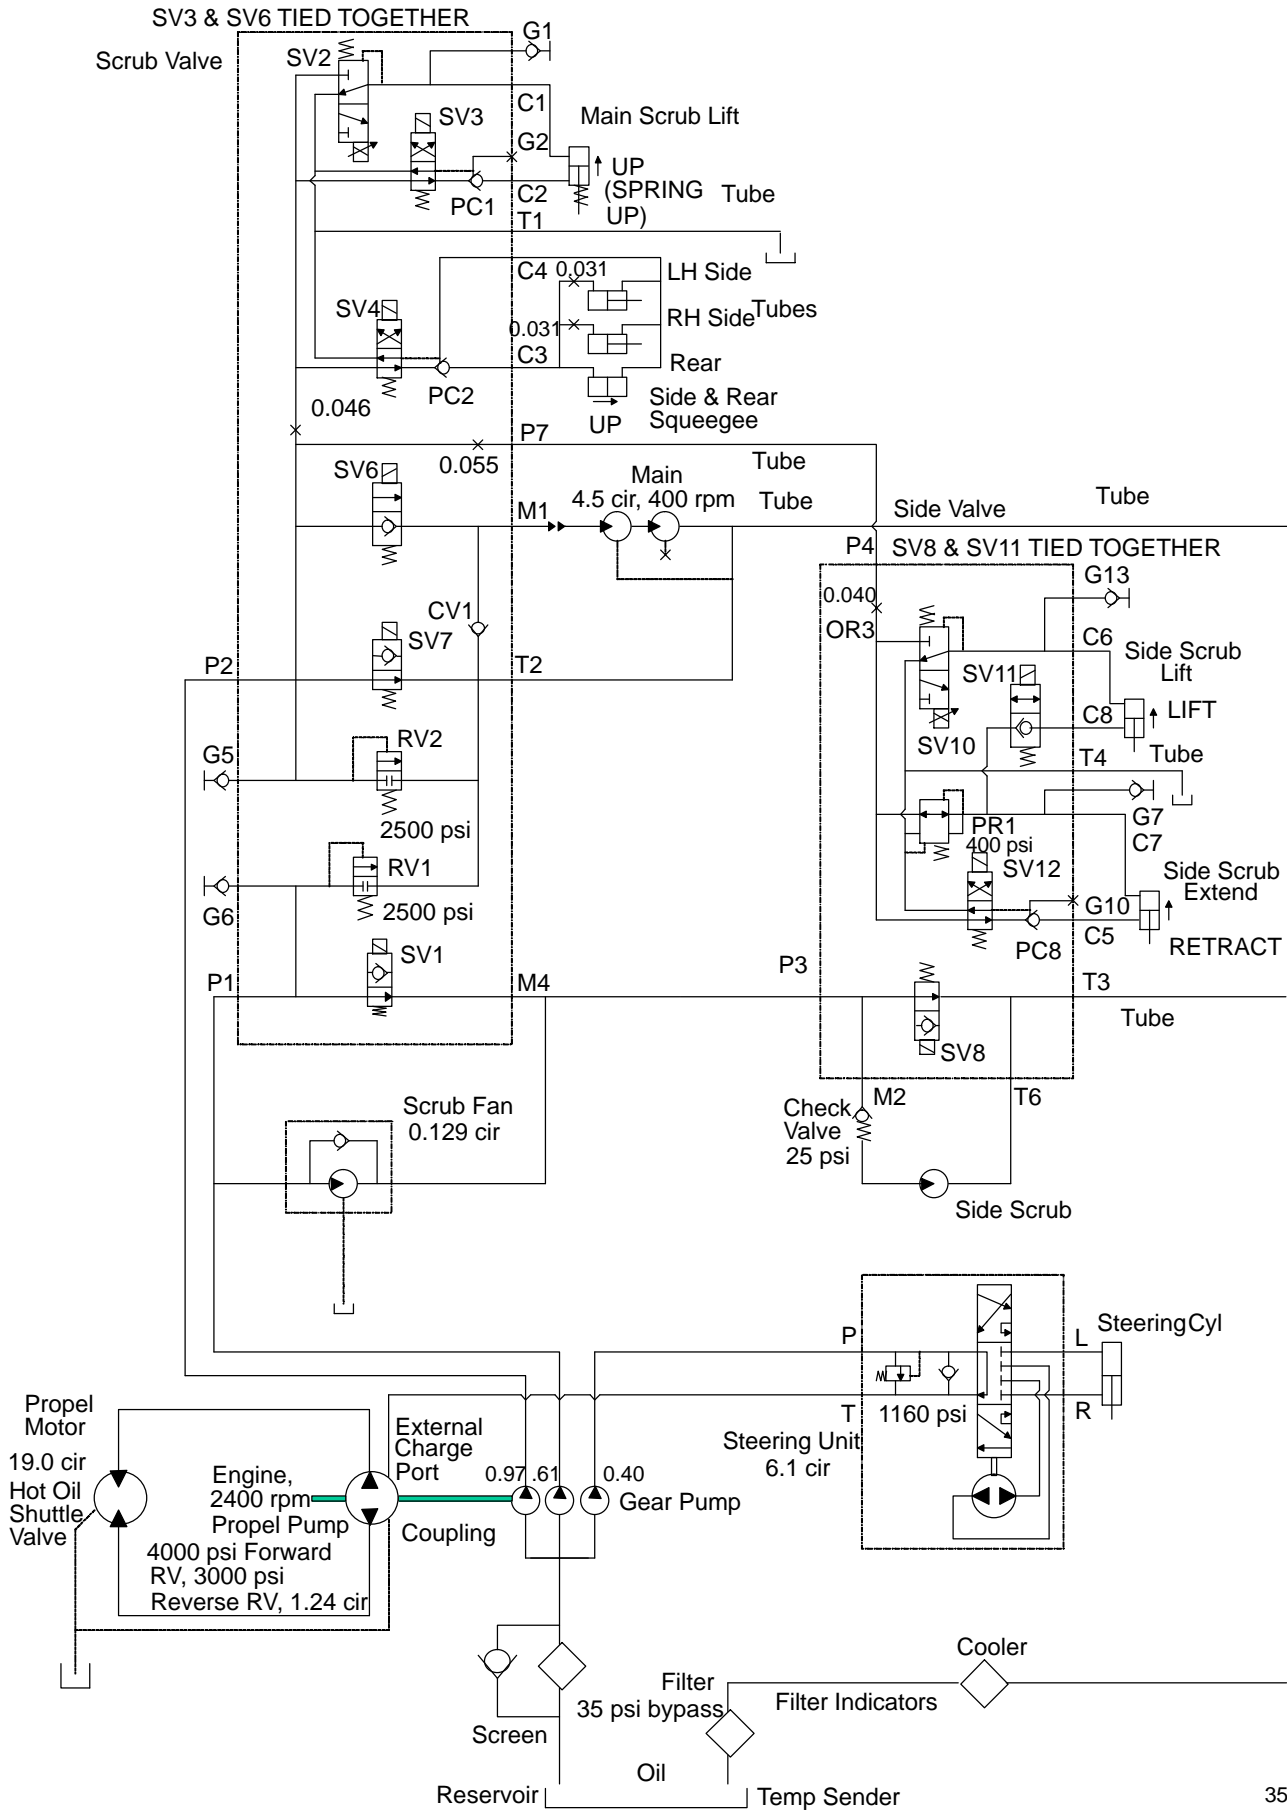 SV3 & SV6 TIED TOGETHER
Scrub Valve
SV2
G1
C1
SV3
Main Scrub Lift
G2
UP
(SPRING
UP)
Tube
C2
PC1
T1
C4
0.031
LH Side
SV4
RH Side
Tubes
0.031
C3
Rear
PC2
0.046
Side & Rear
Squeegee
UP
P7
0.055
Tube
SV6
Main
4.5 cir, 400 rpm
Tube
Tube
M1
Side Valve
P4
SV8 & SV11 TIED TOGETHER
G13
0.040
OR3
CV1
SV7
C6
Side Scrub
Lift
P2
T2
SV11
C8
LIFT
SV10
T4
Tube
RV2
G5
G7
PR1
C7
400 psi
2500 psi
RV1
SV12
Side Scrub
Extend
G6
2500 psi
G10
C5
PC8
RETRACT
SV1
P3
P1
M4
T3
Tube
SV8
M2
T6
Scrub Fan
0.129 cir
Check
Valve
25 psi
Side Scrub
P
L
Steering Cyl
T
1160 psi
R
Propel
Motor
External
Charge
Port
Steering Unit
6.1 cir
19.0 cir
Hot Oil
Shuttle
Valve
Engine,
2400 rpm
Propel Pump
4000 psi Forward
RV, 3000 psi
Reverse RV, 1.24 cir
0.97
.61
0.40
Gear Pump
Coupling
Cooler
Filter
35 psi bypass
Filter Indicators
Screen
Oil
Reservoir
Temp Sender
35